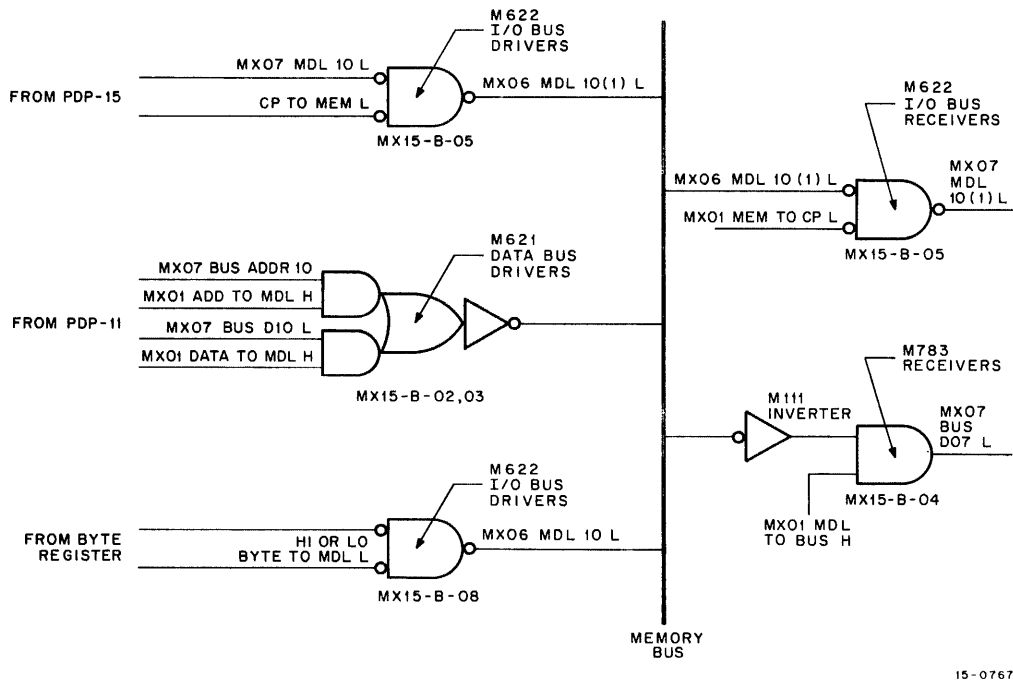 M622
I/O BUS
DRIVERS
MX07 MDL 10 L
FROM PDP-15
CP TO MEM L
MX06 MDL 10(1) L
MX15-B-05
M622
I/O BUS
RECEIVERS
MX06 MDL 10 (1) L
MX07
MDL
10(1) L
MX01 MEM TO CP L
MX15-B-05
M621
DATA BUS
DRIVERS
MX07 BUS ADDR 10
MX01 ADD TO MDL H
FROM PDP-11
MX07 BUS D10 L
MX01 DATA TO MDL H
MX15-B-02,03
M783
RECEIVERS
M111
INVERTER
MX07
BUS
D07 L
MX15-B-04
MX01 MDL
TO BUS H
M622
I/O BUS
DRIVERS
FROM BYTE
REGISTER
HI OR LO
BYTE TO MDL L
MX06 MDL 10 L
MX15-B-08
MEMORY
BUS
15-0767